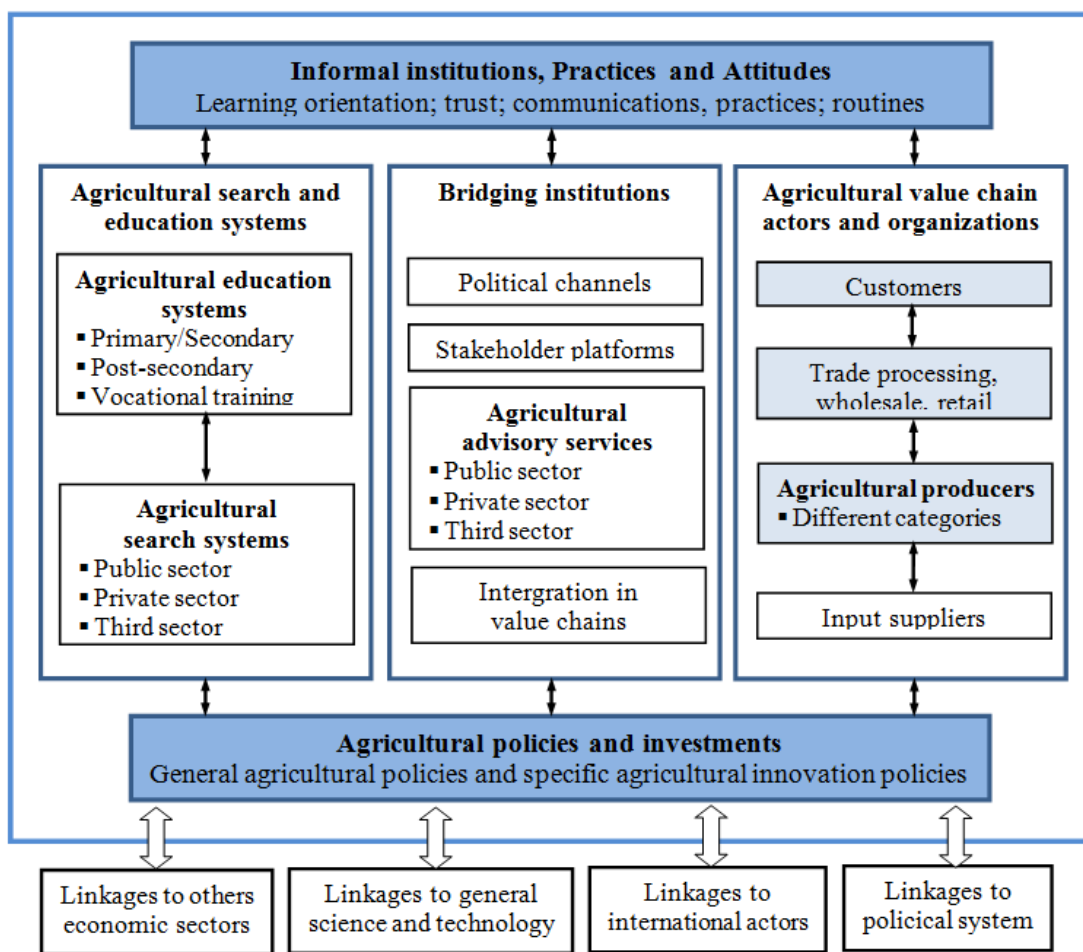 Informal institutions, Practices and Attitudes
Learning orientation; trust; communications, practices; routines
Agricultural search and
education systems
Agricultural education
systems
▪ Primary/Secondary
▪ Post-secondary
▪ Vocational training
Agricultural
search systems
▪ Public sector
▪ Private sector
▪ Third sector
Bridging institutions
Political channels
Stakeholder platforms
Agricultural
advisory services
▪ Public sector
▪ Private sector
▪ Third sector
Intergration in
value chains
Agricultural value chain
actors and organizations
Customers
Trade processing,
wholesale, retail
Agricultural producers
▪ Different categories
Input suppliers
Agricultural policies and investments
General agricultural policies and specific agricultural innovation policies
Linkages to others
economic sectors
Linkages to general
science and technology
Linkages to
international actors
Linkages to
policical system